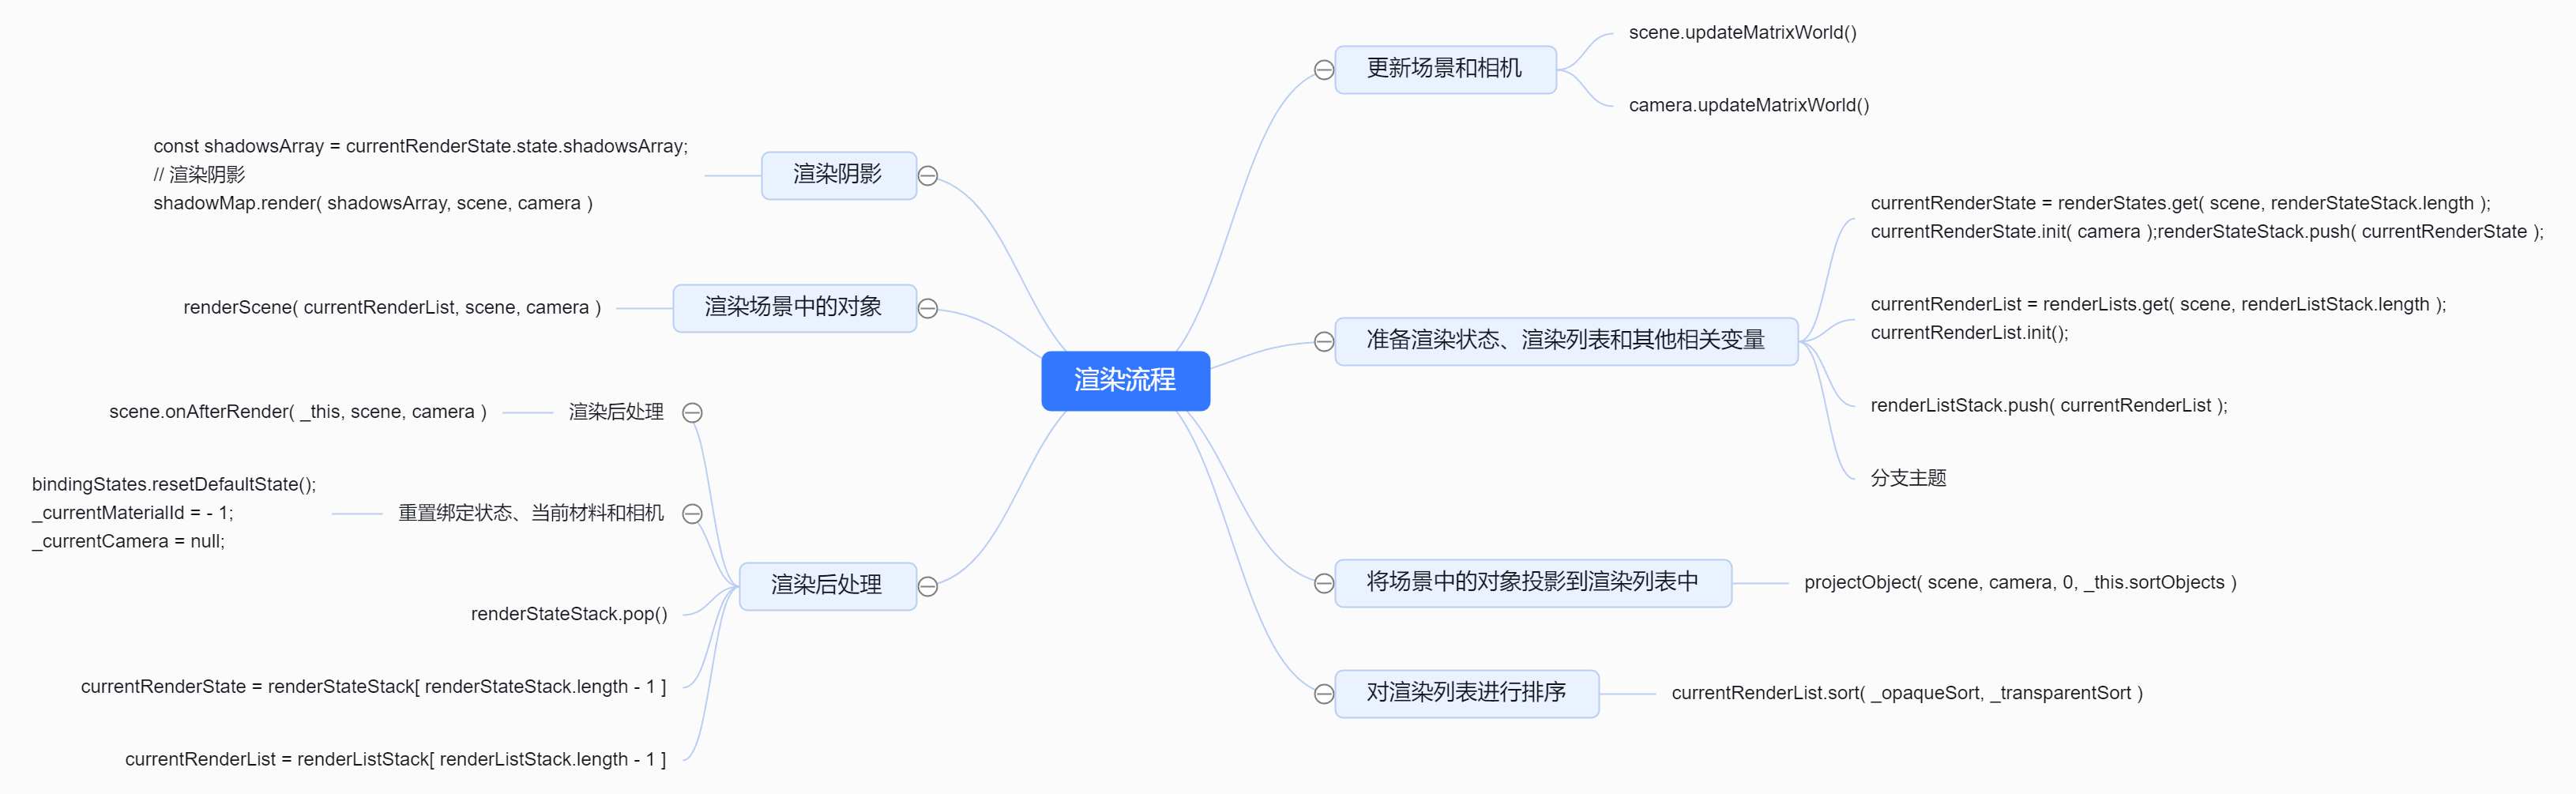 渲染流程
更新场景和相机
scene.updateMatrixWorld()
camera.updateMatrixWorld()
准备渲染状态、渲染列表和其他相关变量
currentRenderState = renderStates.get( scene, renderStateStack.length );
currentRenderState.init( camera );renderStateStack.push( currentRenderState );
currentRenderList = renderLists.get( scene, renderListStack.length );
currentRenderList.init();
renderListStack.push( currentRenderList );
分支主题
将场景中的对象投影到渲染列表中
projectObject( scene, camera, 0, _this.sortObjects )
对渲染列表进行排序
currentRenderList.sort( _opaqueSort, _transparentSort )
渲染阴影
const shadowsArray = currentRenderState.state.shadowsArray;
// 渲染阴影
shadowMap.render( shadowsArray, scene, camera )
渲染场景中的对象
renderScene( currentRenderList, scene, camera )
渲染后处理
渲染后处理
scene.onAfterRender( _this, scene, camera )
重置绑定状态、当前材料和相机
bindingStates.resetDefaultState();
_currentMaterialId = - 1;
_currentCamera = null;
renderStateStack.pop()
currentRenderState = renderStateStack[ renderStateStack.length - 1 ]
currentRenderList = renderListStack[ renderListStack.length - 1 ]